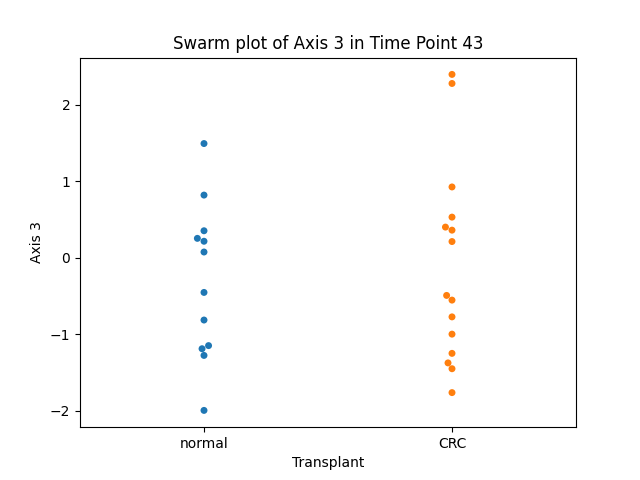 Swarm plot of Axis 3 in Time Point 43
2
1
0
−1
−2
Axis 3
normal
CRC
Transplant